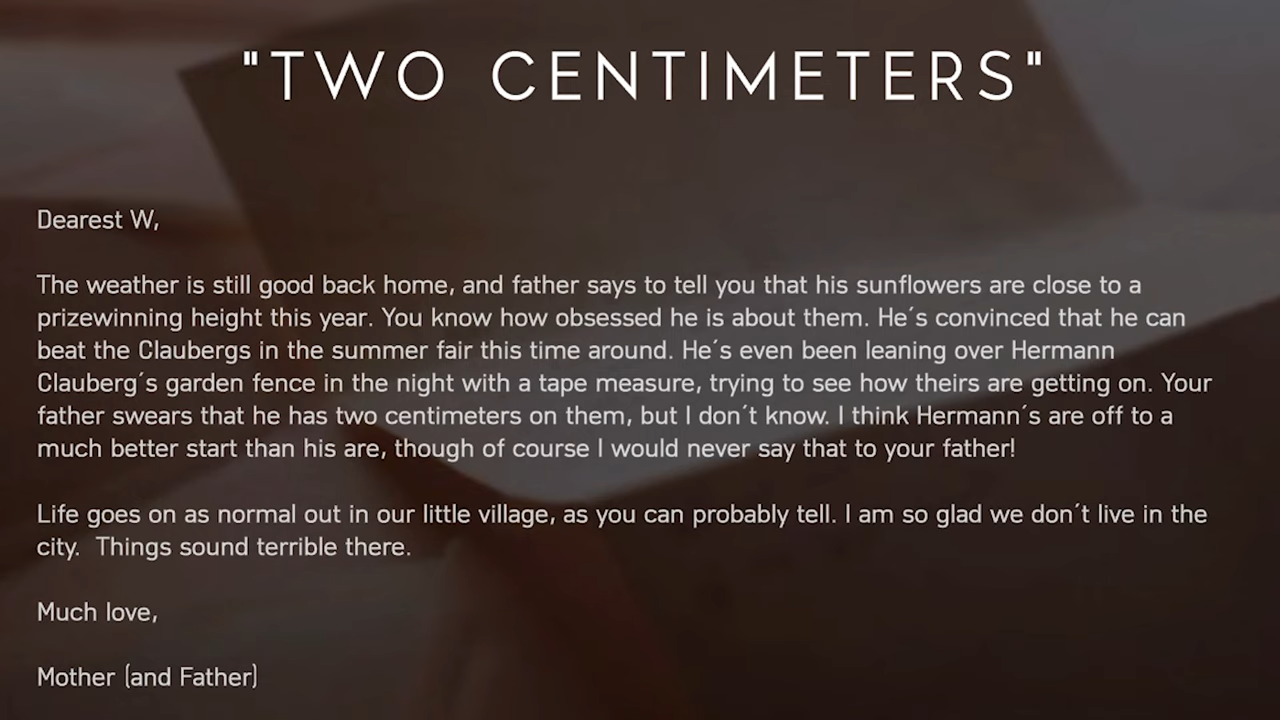 "TWO CENTIMETERS"
Dearest W,
The weather is still good back home, and father says to tell you that his sunflowers are close to a
prizewinning height this year. You know how obsessed he is about them. He´s convinced that he can
beat the Claubergs in the summer fair this time around. He´s even been leaning over Hermann
Clauberg´s garden fence in the night with a tape measure, trying to see how theirs are getting on. Your
father swears that he has two centimeters on them, but I don´t know. I think Hermann´s are off to a
much better start than his are, though of course I would never say that to your father!
Life goes on as normal out in our little village, as you can probably tell. I am so glad we don´t live in the
city.  Things sound terrible there.
Much love,
Mother (and Father)